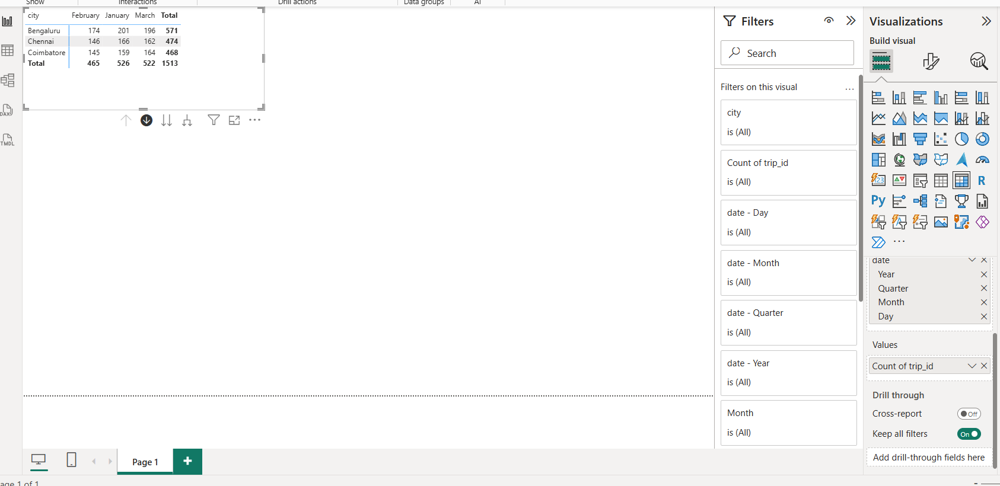 Show Interactions Drill actions Data groups AI
city February January March Total
Bengaluru 174 201 196 571
Chennai 146 166 162 474
Coimbatore 145 159 164 468
Total 465 526 522 1513
DAX
TMDL
Page 1
age 1 of 1
Filters
Search
Filters on this visual
city
is (All)
Count of trip_id
is (All)
date - Day
is (All)
date - Month
is (All)
date - Quarter
is (All)
date - Year
is (All)
Month
is (All)
Visualizations
Build visual
123
R
Py
date
Year
Quarter
Month
Day
Values
Count of trip_id
Drill through
Cross-report
Off
Keep all filters
On
Add drill-through fields here